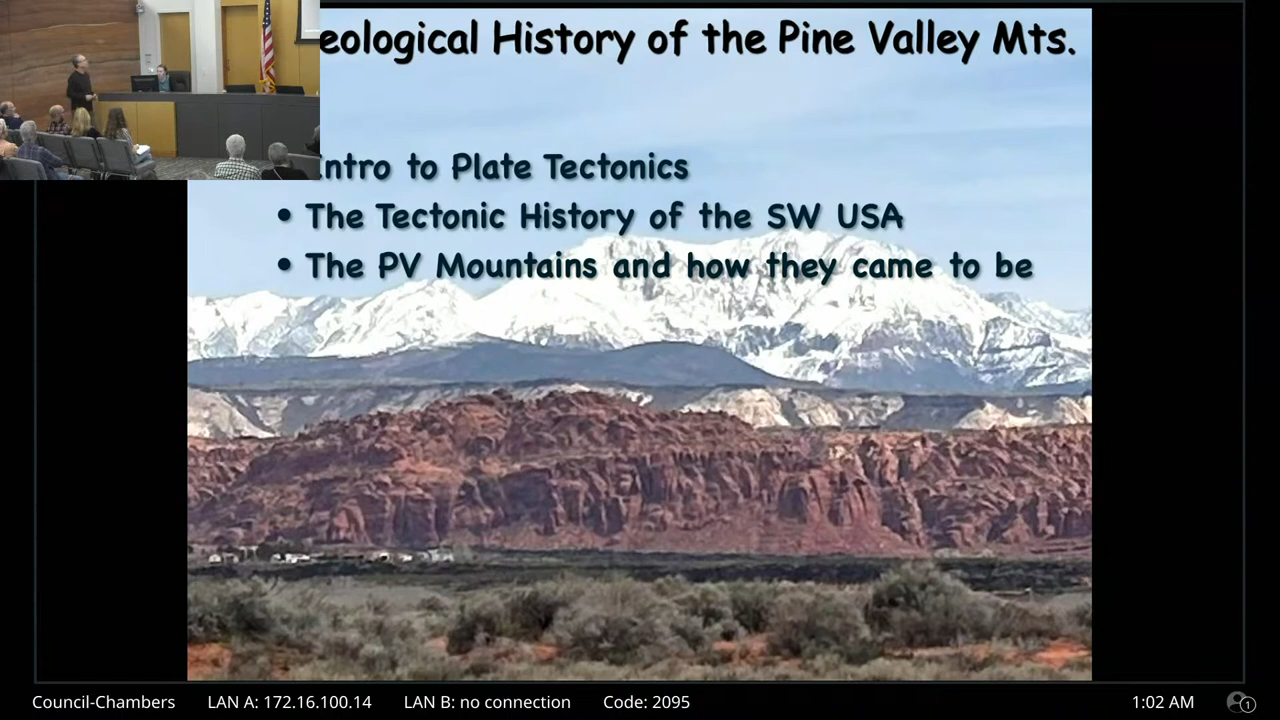 eological History of the Pine Valley Mts.
ntro to Plate Tectonics
• The Tectonic History of the SW USA
• The PV Mountains and how they came to be
Council-Chambers LAN A: 172.16.100.14 LAN B: no connection Code: 2095 1:02 AM 1